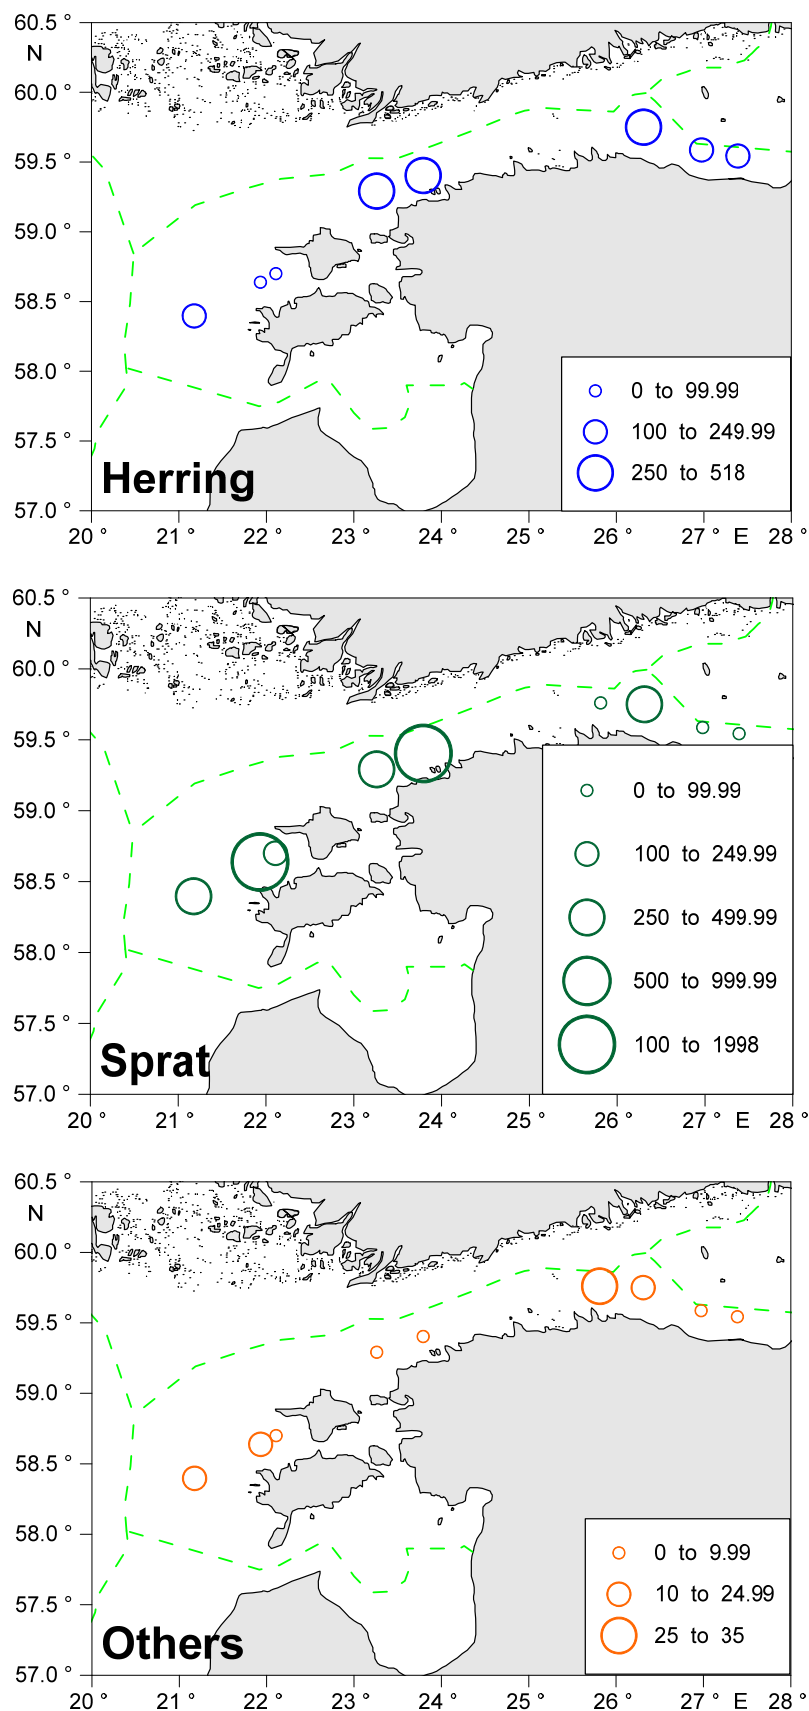 60.5 °
N
60.0 °
59.5 °
59.0 °
58.5 °
58.0 °
57.5 °
57.0 °
0 to 99.99
100 to 249.99
250 to 518
Herring
20 ° 21 ° 22 ° 23 ° 24 ° 25 ° 26 ° 27 ° E 28 °
60.5 °
N
60.0 °
59.5 °
59.0 °
58.5 °
58.0 °
57.5 °
57.0 °
0 to 99.99
100 to 249.99
250 to 499.99
500 to 999.99
100 to 1998
Sprat
20 ° 21 ° 22 ° 23 ° 24 ° 25 ° 26 ° 27 ° E 28 °
60.5 °
N
60.0 °
59.5 °
59.0 °
58.5 °
58.0 °
57.5 °
57.0 °
0 to 9.99
10 to 24.99
25 to 35
Others
20 ° 21 ° 22 ° 23 ° 24 ° 25 ° 26 ° 27 ° E 28 °